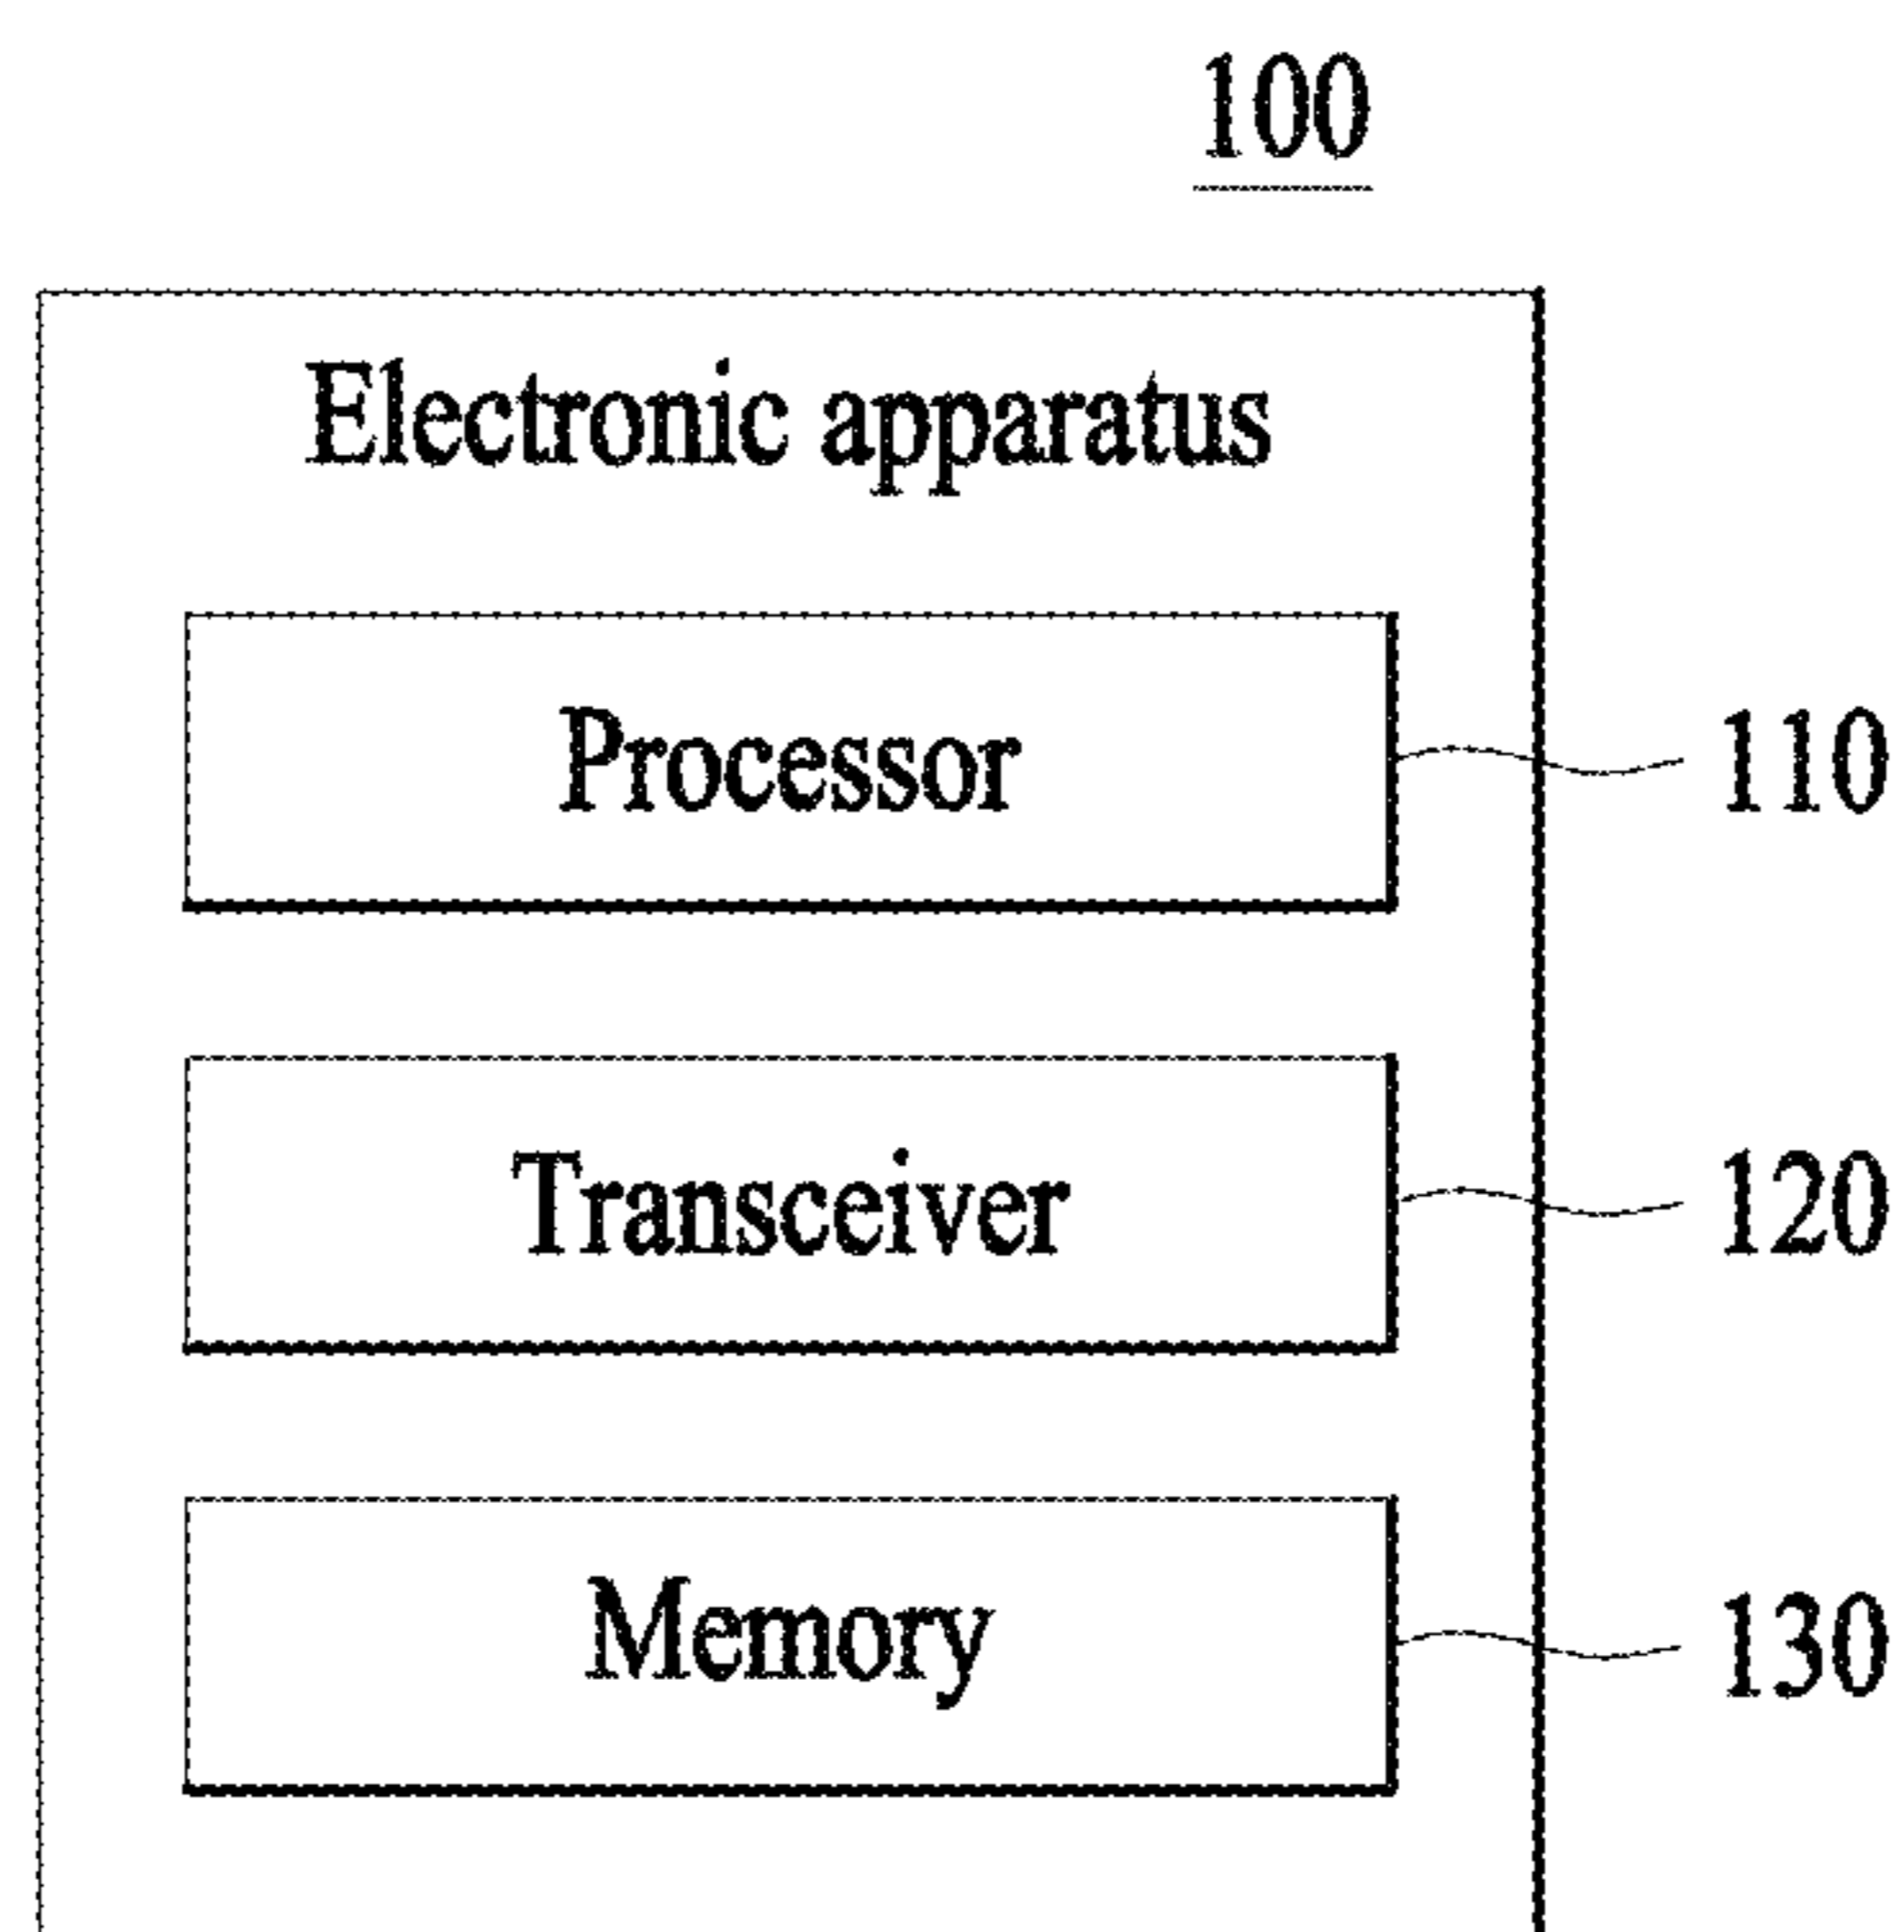 100
Electronic apparatus
Processor 110
Transceiver 120
Memory 130